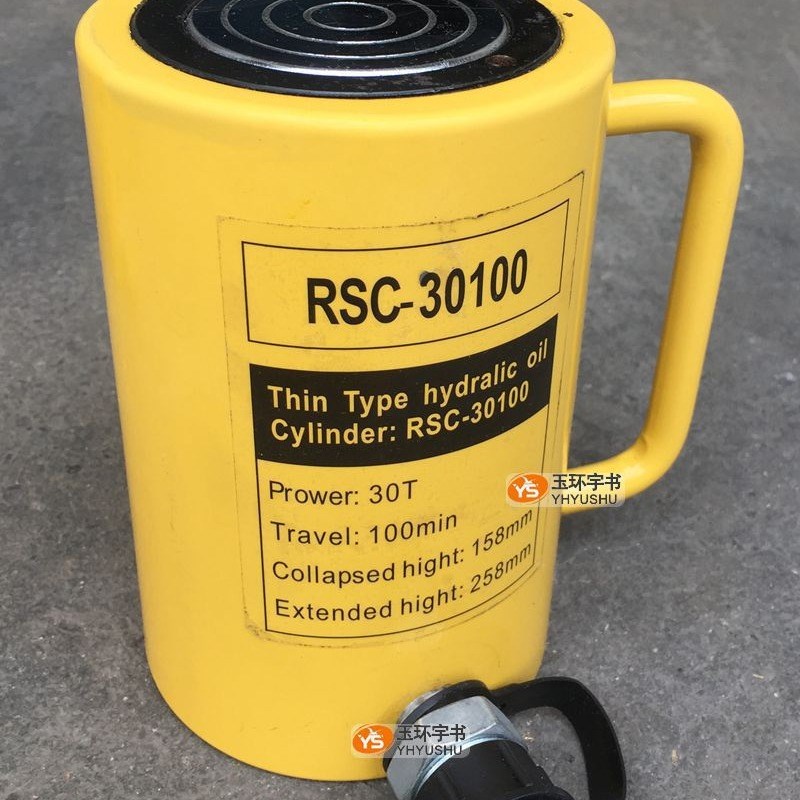 RSC-30100
Thin Type hydralic oil
Cylinder: RSC-30100
Prower: 30T
Travel: 100min
Collapsed hight: 158mm
Extended hight: 258mm
YS 玉环宇书
YHYUSHU
YS 玉环宇书
YHYUSHU